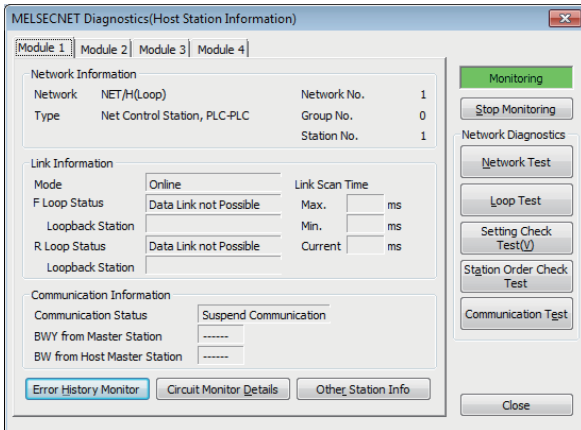 MELSECNET Diagnostics(Host Station Information)
Module 1 Module 2 Module 3 Module 4
Network Information
Network NET/H(Loop) Network No. 1
Type Net Control Station, PLC-PLC Group No. 0
Station No. 1
Link Information
Mode Online Link Scan Time
F Loop Status Data Link not Possible Max. ms
Loopback Station Min. ms
R Loop Status Data Link not Possible Current ms
Loopback Station
Communication Information
Communication Status Suspend Communication
BWY from Master Station ------
BW from Host Master Station ------
Error History Monitor Circuit Monitor Details Other Station Info
Monitoring
Stop Monitoring
Network Diagnostics
Network Test
Loop Test
Setting Check
Test(V)
Station Order Check
Test
Communication Test
Close